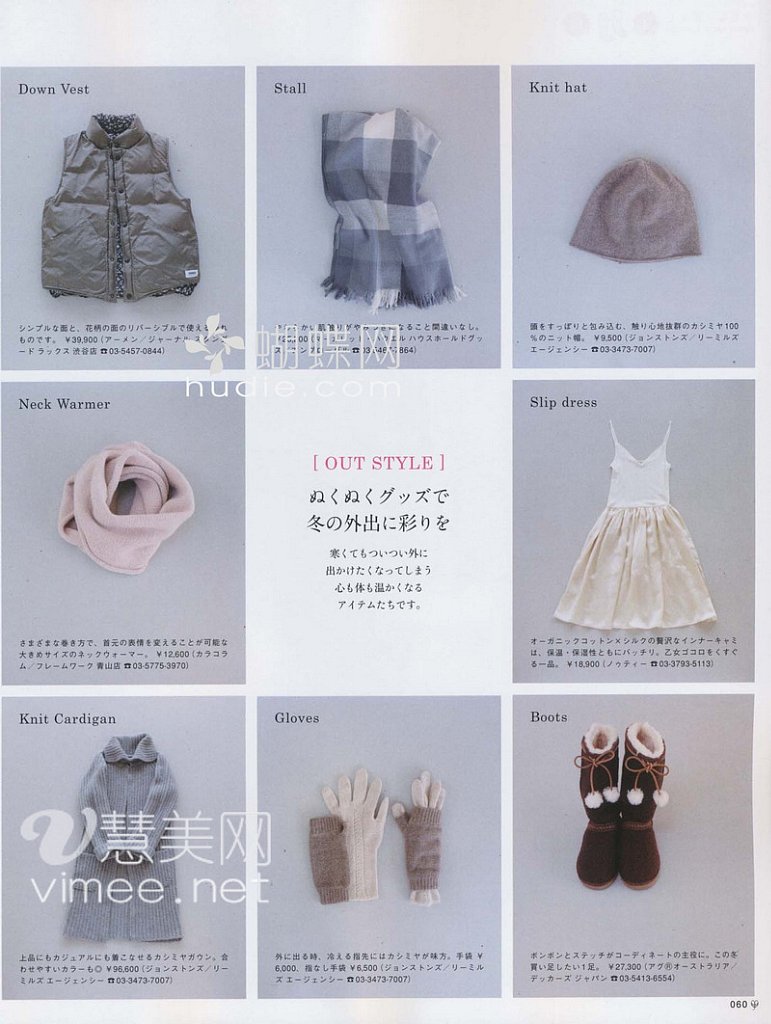 Down Vest
シンプルな面と、花柄の面のリバーシブルで使える
ものです。 ¥39,900（アーメン／ジャーナル
ード ラックス 渋谷店 ☎03-5457-0844）
Stall
になること間違いなし。
ハウスホールドグッ
Knit hat
頭をすっぽりと包み込む、触り心地抜群のカシミヤ100
％のニット帽。 ¥9,500（ジョンストンズ／リーミルズ
エージェンシー ☎03-3473-7007）
蝴蝶网
hudie.com
Neck Warmer
さまざまな巻き方で、首元の表情を変えることが可能な
大きめサイズのネックウォーマー。 ¥12,600（カラコラ
ム／フレームワーク 青山店 ☎03-5775-3970）
[ OUT STYLE ]
ぬくぬくグッズで
冬の外出に彩りを
寒くてもついつい外に
出かけたくなってしまう
心も体も温かくなる
アイテムたちです。
Slip dress
オーガニックコットン×シルクの贅沢なインナーキャミ
は、保温・保湿性ともにバッチリ。乙女ゴコロをくすぐ
る一品。 ¥18,900（ノゥティー ☎03-3793-5113）
Knit Cardigan
上品にもカジュアルにも着こなせるカシミヤガウン。合
わせやすいカラーも◎ ¥96,600（ジョンストンズ／リー
ミルズ エージェンシー ☎03-3473-7007）
Gloves
外に出る時、冷える指先にはカシミヤが味方。手袋 ¥
6,000、指なし手袋 ¥6,500（ジョンストンズ／リーミル
ズ エージェンシー ☎03-3473-7007）
Boots
ポンポンとステッチがコーディネートの主役に。この冬
買い足したい1足。 ¥27,300（アグ®オーストラリア／
デッカーズ ジャパン ☎03-5413-6554）
慧美网
vimee.net
060